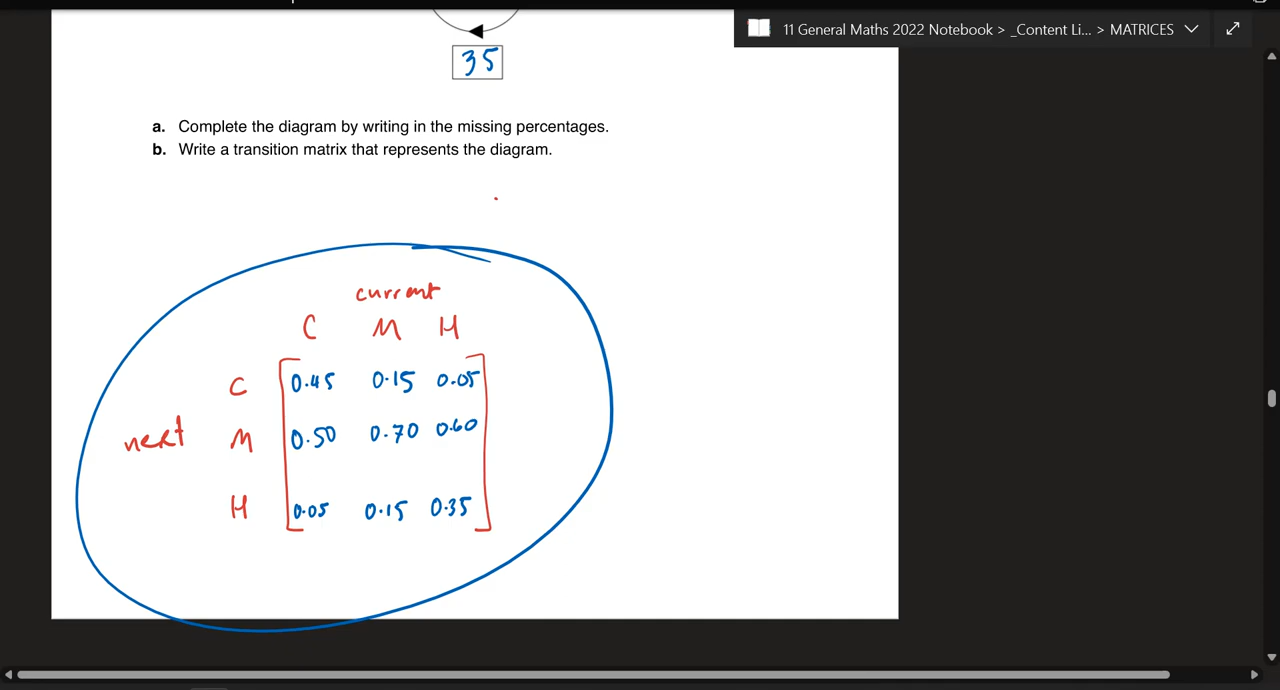 11 General Maths 2022 Notebook > _Content Li... > MATRICES
35
a. Complete the diagram by writing in the missing percentages.
b. Write a transition matrix that represents the diagram.
current
C M H
C 0.45 0.15 0.05
next M 0.50 0.70 0.60
H 0.05 0.15 0.35